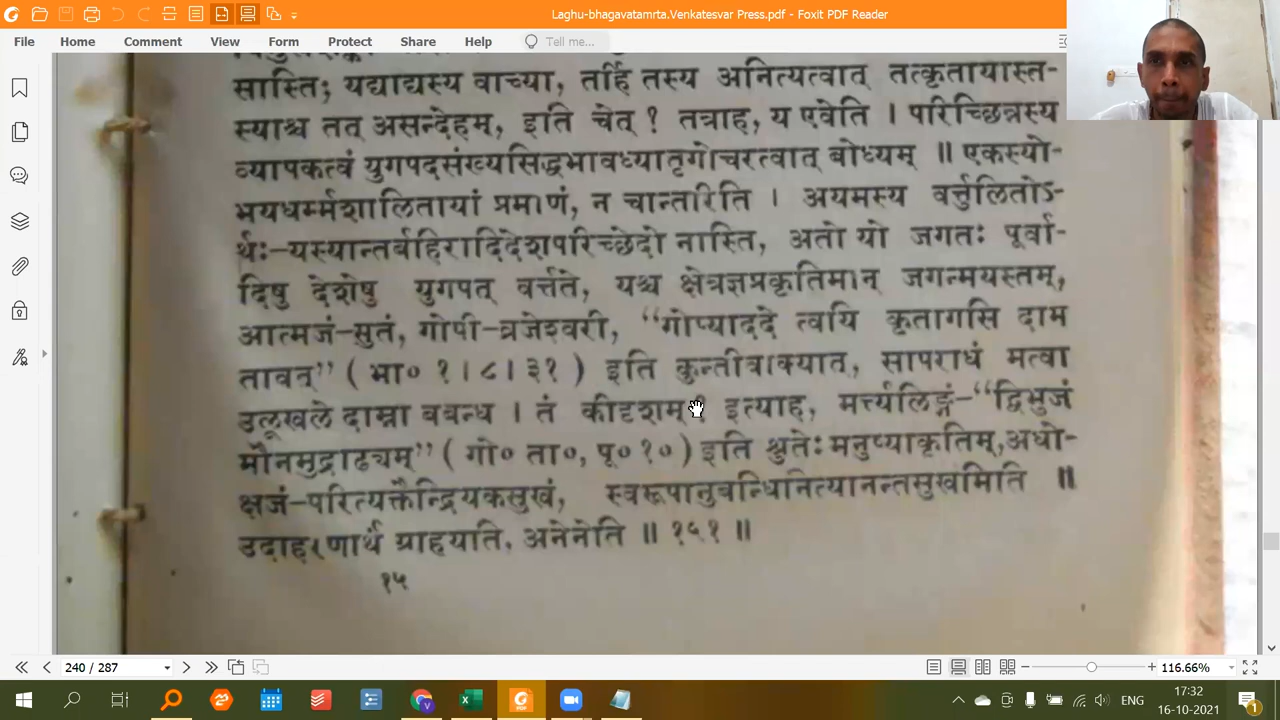 Laghu-bhagavatamrta.Venkatesvar Press.pdf - Foxit PDF Reader
File Home Comment View Form Protect Share Help Tell me...
सास्ति; यद्याद्यस्य वाच्या, तर्हि तस्य अनित्यत्वात् तत्कृतायास्त-
स्याश्च तत् असन्देहम्, इति चेत् ? तत्राह, य एवेति । परिच्छिन्नस्य
व्यापकत्वं युगपदसंख्यसिद्धभावध्यातृगोचरत्वात् बोध्यम् ॥ एकस्यो-
भयधर्म्मशालितायां प्रमाणं, न चान्तरिति । अयमस्य वर्त्तुलितोऽ-
र्थः-यस्यान्तर्बहिरादिदेशपरिच्छेदो नास्ति, अतो यो जगतः पूर्वा-
दिषु देशेषु युगपत् वर्त्तते, यश्च क्षेत्रज्ञप्रकृतिमान् जगन्मयस्तम्,
आत्मजं-सुतं, गोपी-व्रजेश्वरी, "गोप्याददे त्वयि कृतागसि दाम
तावत्" ( भा० १।८।३१ ) इति कुन्तीवाक्यात, सापराधं मत्वा
उलूखले दाम्ना बबन्ध । तं कीदृशम् इत्याह, मर्त्त्यलिङ्गं-"द्विभुजं
मौनमुद्राढ्यम्" ( गो० ता०, पू० १० ) इति श्रुतेः मनुष्याकृतिम्, अधो-
क्षजं-परित्यक्तैन्द्रियकसुखं, स्वरूपानुबन्धिनित्यानन्तसुखमिति ॥
उदाहरणार्थं ग्राहयति, अनेनेति ॥ १५१ ॥
१५
240 / 287 116.66%
ENG 17:32
16-10-2021